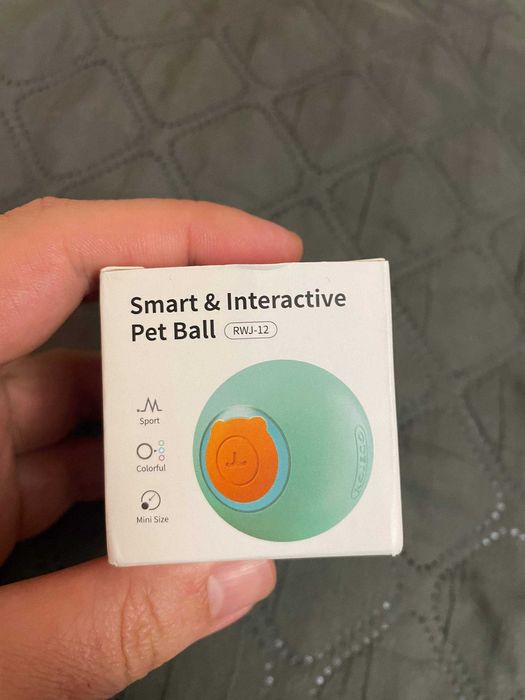 Smart & Interactive
Pet Ball RWJ-12
Sport
Colorful
Mini Size